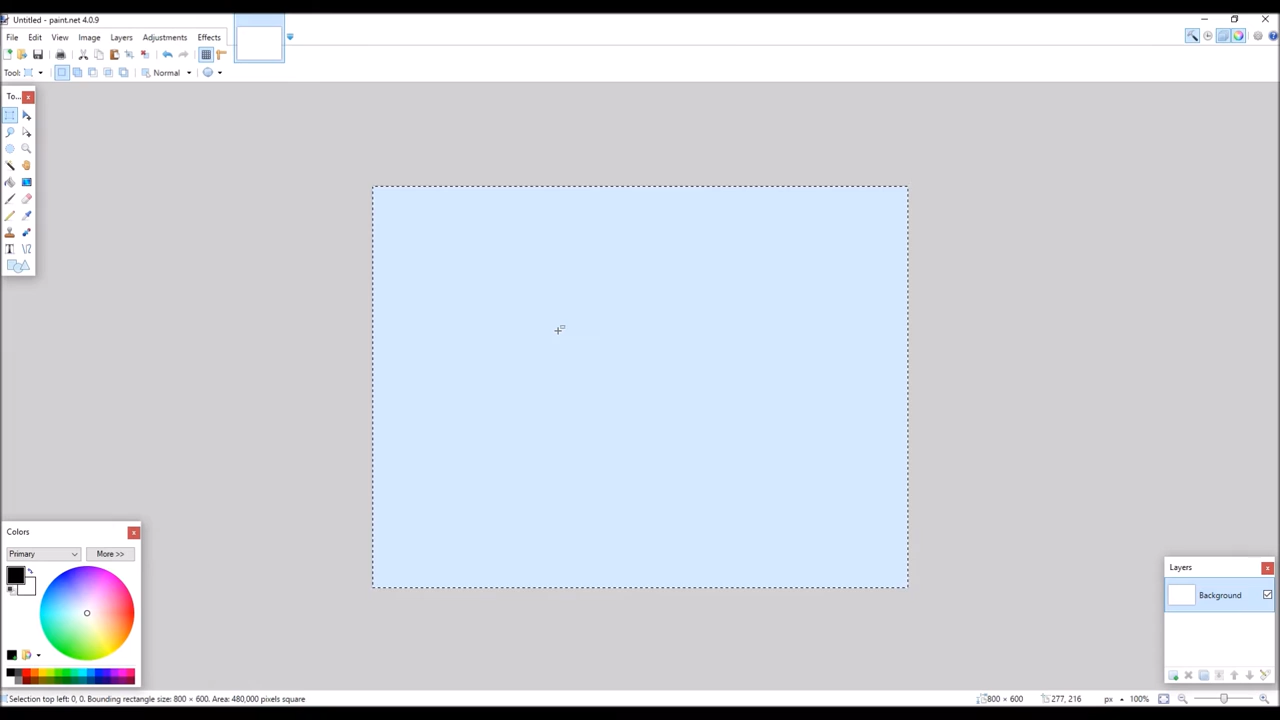 Untitled - paint.net 4.0.9
File Edit View Image Layers Adjustments Effects
Tool: Normal
To...
Colors
Primary More >>
Layers
Background
Selection top left: 0, 0. Bounding rectangle size: 800 × 600. Area: 480,000 pixels square 800 × 600 277, 216 px 100%